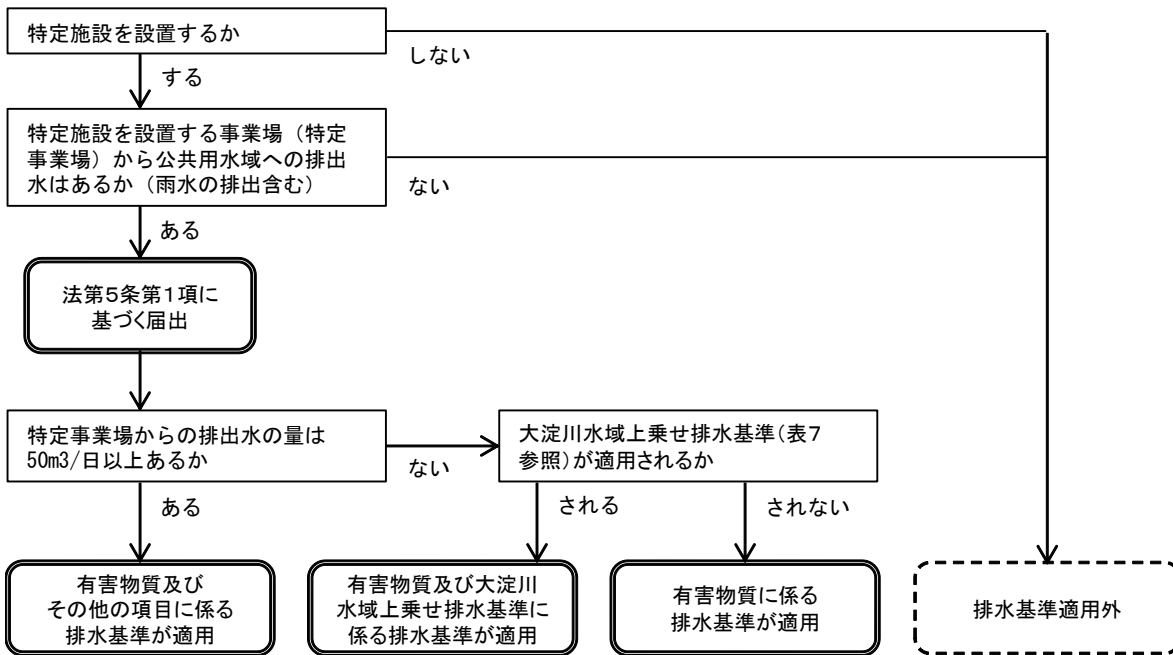 特定施設を設置するか
しない
する
特定施設を設置する事業場（特定
事業場）から公共用水域への排出
水はあるか（雨水の排出含む）
ない
ある
法第５条第１項に
基づく届出
特定事業場からの排出水の量は
50m3/日以上あるか
ない
大淀川水域上乗せ排水基準(表７
参照)が適用されるか
ある
される
されない
有害物質及び
その他の項目に係る
排水基準が適用
有害物質及び大淀川
水域上乗せ排水基準に
係る排水基準が適用
有害物質に係る
排水基準が適用
排水基準適用外